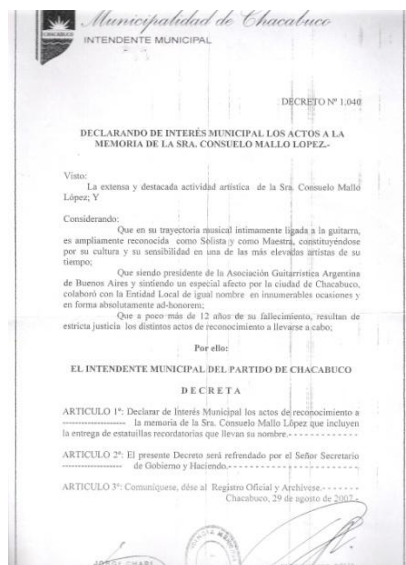 Municipalidad de Chacabuco
CHACABUCO
INTENDENTE MUNICIPAL
DECRETO Nº 1.040
DECLARANDO DE INTERÉS MUNICIPAL LOS ACTOS A LA
MEMORIA DE LA SRA. CONSUELO MALLO LOPEZ.-
Visto:
La extensa y destacada actividad artística de la Sra. Consuelo Mallo
López; Y
Considerando:
Que en su trayectoria musical íntimamente ligada a la guitarra,
es ampliamente reconocida como Solista y como Maestra, constituyéndose
por su cultura y su sensibilidad en una de las más elevadas artistas de su
tiempo;
Que siendo presidente de la Asociación Guitarrística Argentina
de Buenos Aires y sintiendo un especial afecto por la ciudad de Chacabuco,
colaboró con la Entidad Local de igual nombre en innumerables ocasiones y
en forma absolutamente ad-honorem;
Que a poco más de 12 años de su fallecimiento, resultan de
estricta justicia los distintos actos de reconocimiento a llevarse a cabo;
Por ello:
EL INTENDENTE MUNICIPAL DEL PARTIDO DE CHACABUCO
D E C R E T A
ARTICULO 1º: Declarar de Interés Municipal los actos de reconocimiento a
------------------- la memoria de la Sra. Consuelo Mallo López que incluyen
la entrega de estatuillas recordatorias que llevan su nombre.- - - - - - - - - - - -
ARTICULO 2º: El presente Decreto será refrendado por el Señor Secretario
------------------- de Gobierno y Haciendo.- - - - - - - - - - - - - - - - - - - - - -
ARTICULO 3º: Comuníquese, dése al Registro Oficial y Archívese.- - - - - - -
Chacabuco, 29 de agosto de 2007.-